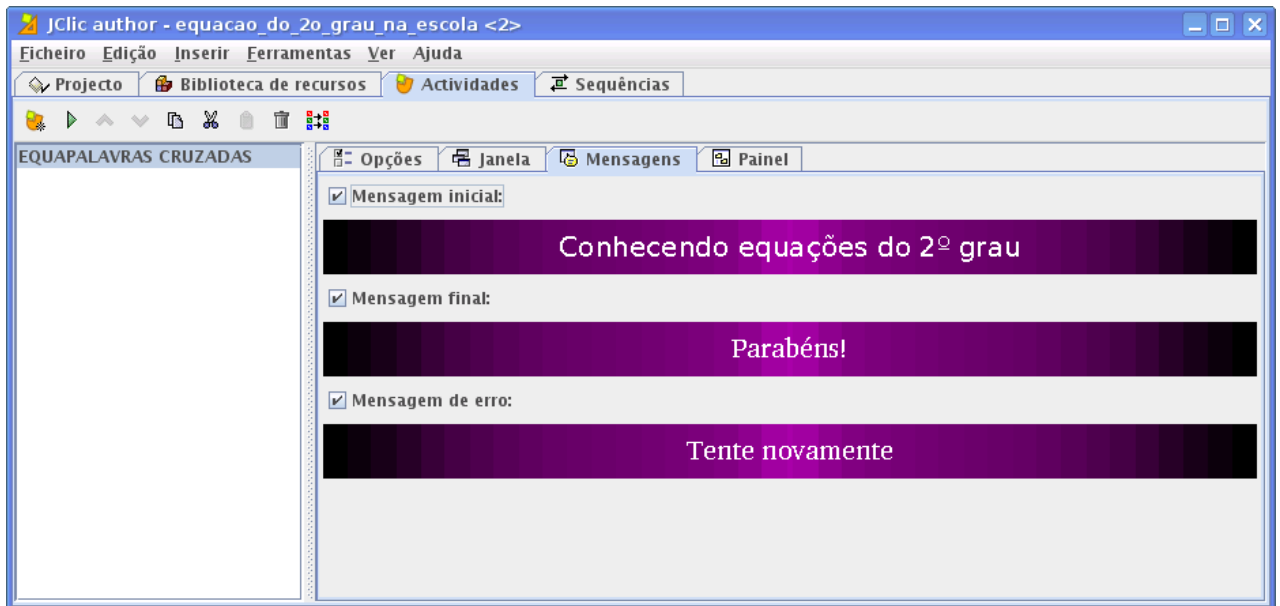 JClic author - equacao_do_2o_grau_na_escola <2>
Ficheiro Edição Inserir Ferramentas Ver Ajuda
Projecto Biblioteca de recursos Actividades Sequências
EQUAPALAVRAS CRUZADAS
Opções Janela Mensagens Painel
Mensagem inicial:
Conhecendo equações do 2º grau
Mensagem final:
Parabéns!
Mensagem de erro:
Tente novamente